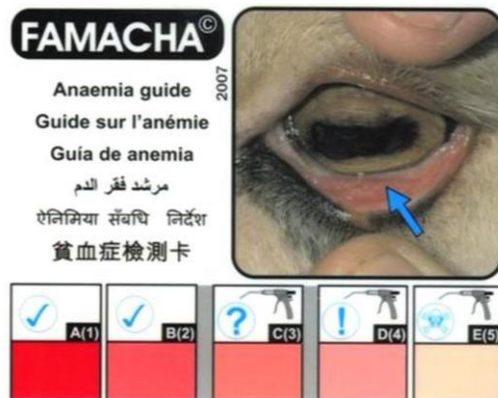 FAMACHA©
2007
Anaemia guide
Guide sur l'anémie
Guía de anemia
مرشد فقر الدم
ऐनिमिया सँबघि निर्देश
貧血症檢測卡
✓ A(1)
✓ B(2)
? C(3)
! D(4)
E(5)